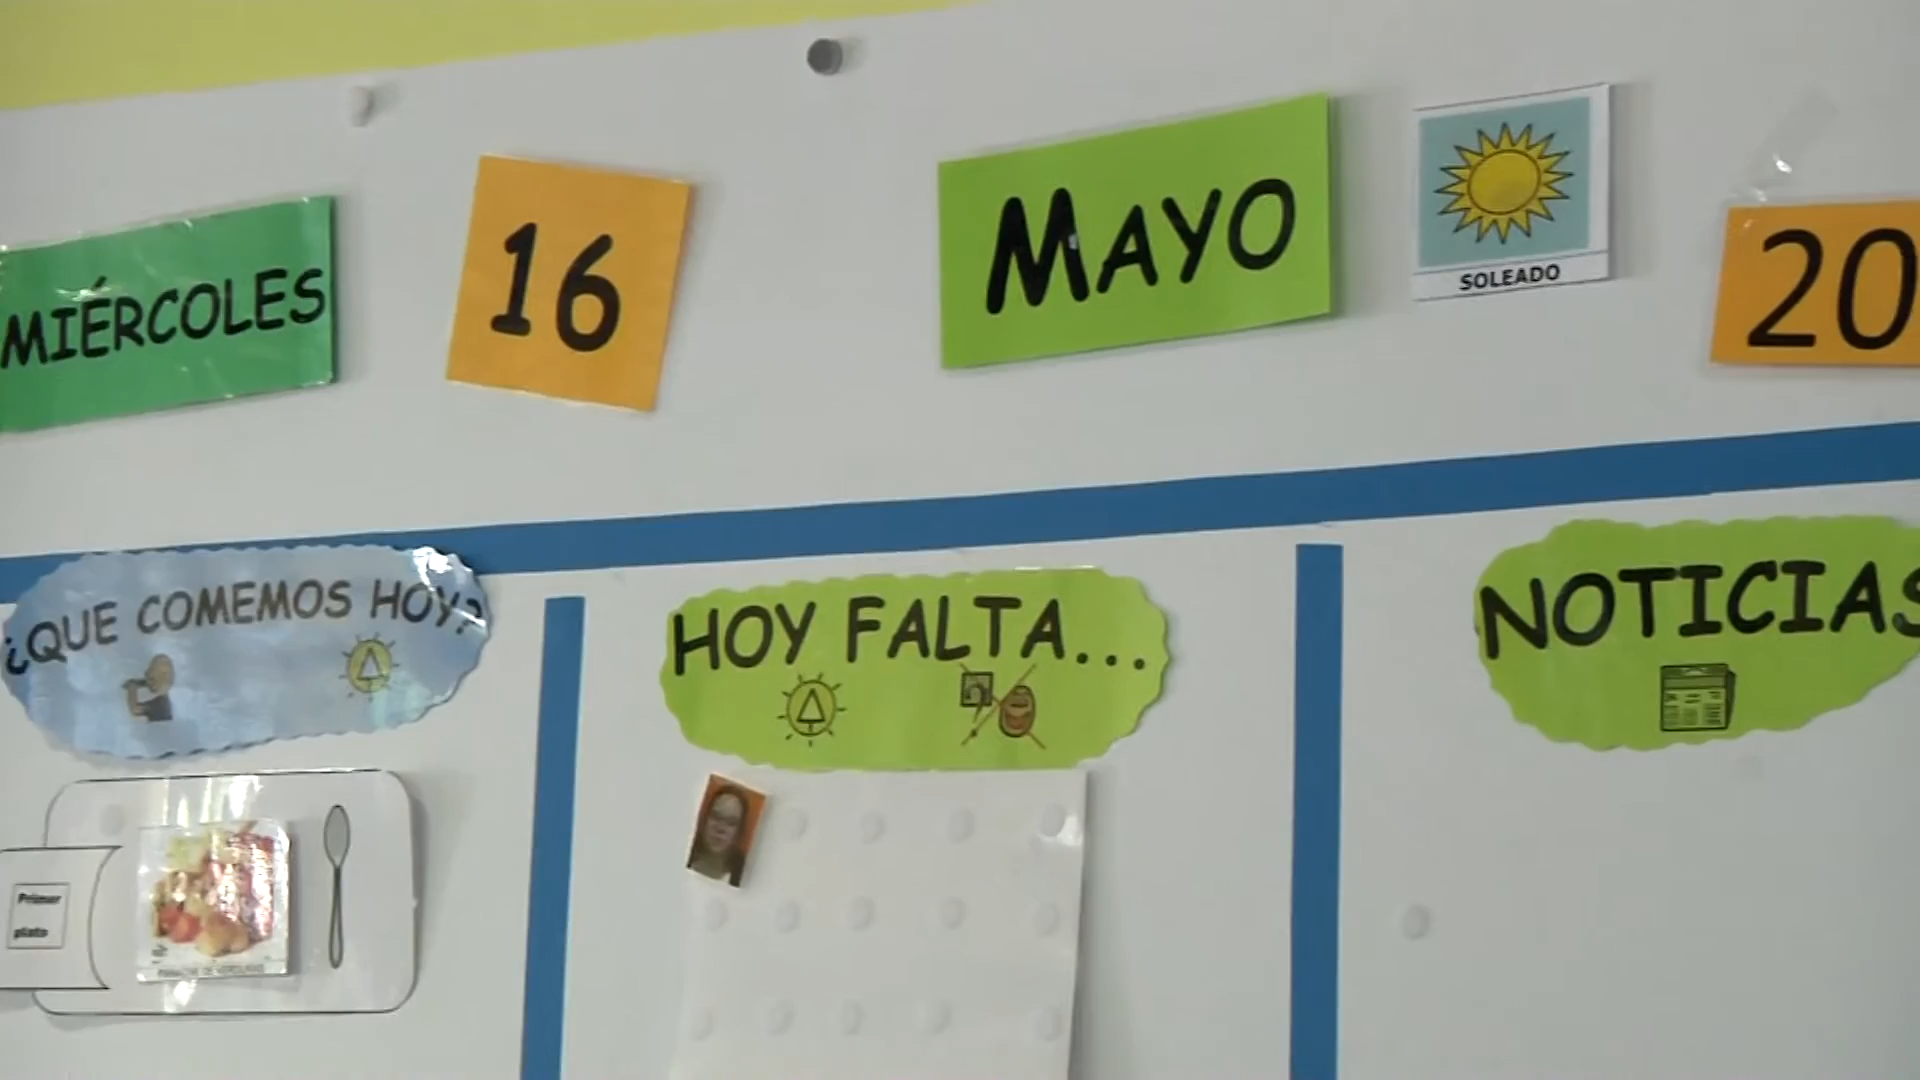 MIÉRCOLES
16
MAYO
SOLEADO
20
¿QUE COMEMOS HOY?
HOY FALTA...
NOTICIAS
Primer
plato